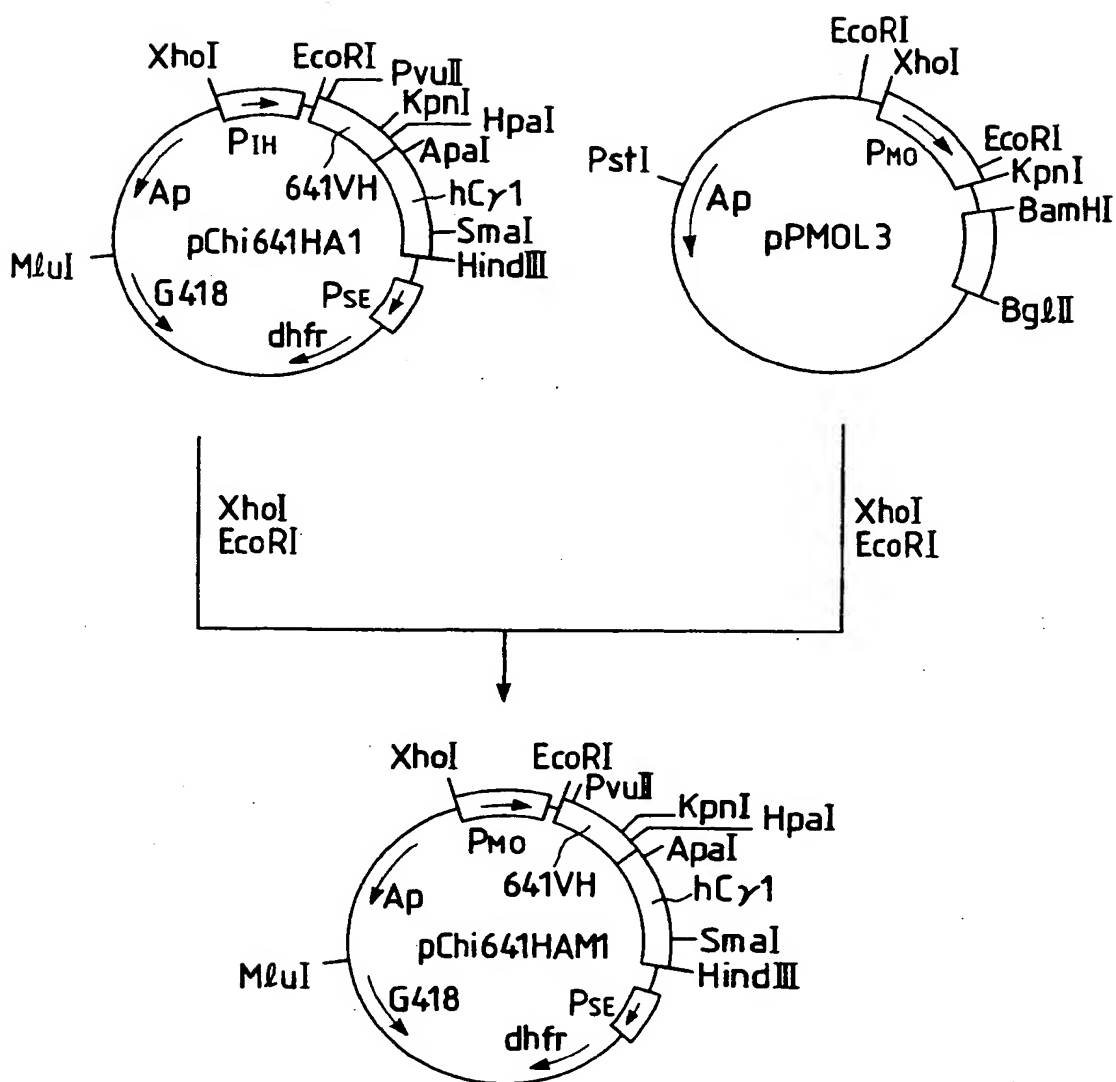 XhoI
EcoRI
PvuII
KpnI
HpaI
ApaI
PIH
641VH
hCγ1
Ap
pChi641HA1
SmaI
HindIII
MluI
G418
PSE
dhfr
EcoRI
XhoI
PMO
EcoRI
KpnI
BamHI
PstI
Ap
pPMOL3
BglII
XhoI
EcoRI
XhoI
EcoRI
XhoI
EcoRI
PvuII
KpnI
HpaI
ApaI
PMO
641VH
hCγ1
Ap
pChi641HAM1
SmaI
HindIII
MluI
G418
PSE
dhfr